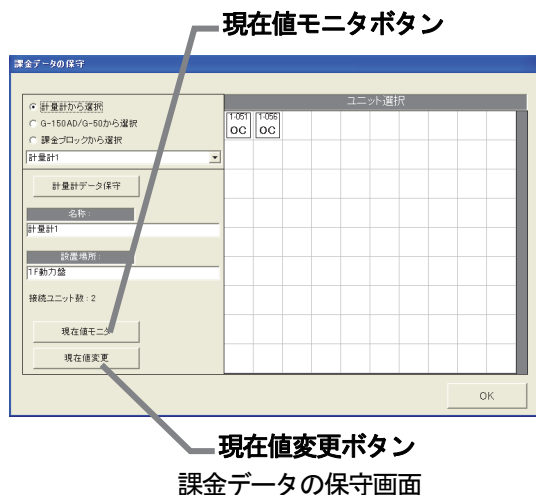 現在値モニタボタン
課金データの保守
計量計から選択
G-150AD/G-50から選択
課金ブロックから選択
計量計1
計量計データ保守
名称:
計量計1
設置場所:
1F動力盤
接続ユニット数:2
現在値モニタ
現在値変更
ユニット選択
1-051 1-056
OC OC
OK
現在値変更ボタン
課金データの保守画面